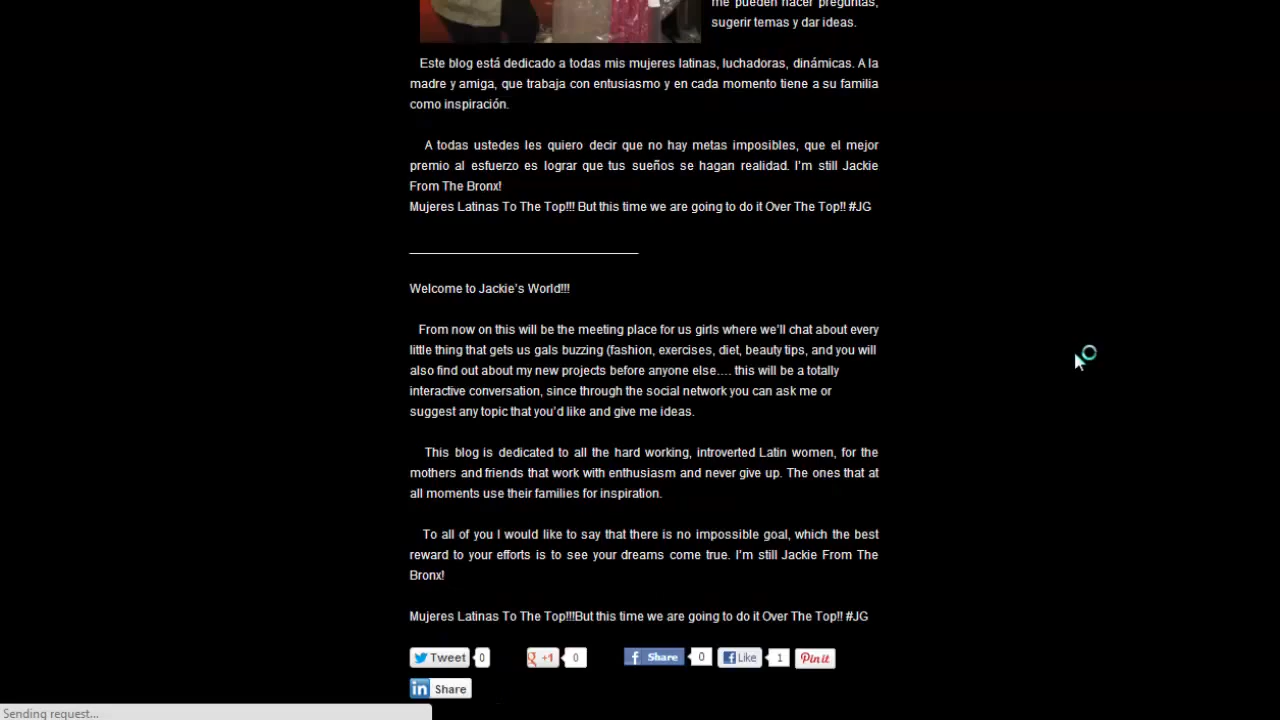 me pueden hacer preguntas,
sugerir temas y dar ideas.
Este blog está dedicado a todas mis mujeres latinas, luchadoras, dinámicas. A la
madre y amiga, que trabaja con entusiasmo y en cada momento tiene a su familia
como inspiración.
A todas ustedes les quiero decir que no hay metas imposibles, que el mejor
premio al esfuerzo es lograr que tus sueños se hagan realidad. I'm still Jackie
From The Bronx!
Mujeres Latinas To The Top!!! But this time we are going to do it Over The Top!! #JG
Welcome to Jackie's World!!!
From now on this will be the meeting place for us girls where we'll chat about every
little thing that gets us gals buzzing (fashion, exercises, diet, beauty tips, and you will
also find out about my new projects before anyone else…. this will be a totally
interactive conversation, since through the social network you can ask me or
suggest any topic that you'd like and give me ideas.
This blog is dedicated to all the hard working, introverted Latin women, for the
mothers and friends that work with enthusiasm and never give up. The ones that at
all moments use their families for inspiration.
To all of you I would like to say that there is no impossible goal, which the best
reward to your efforts is to see your dreams come true. I'm still Jackie From The
Bronx!
Mujeres Latinas To The Top!!!But this time we are going to do it Over The Top!! #JG
Tweet 0 +1 0 Share 0 Like 1 Pin it
in Share
Sending request...